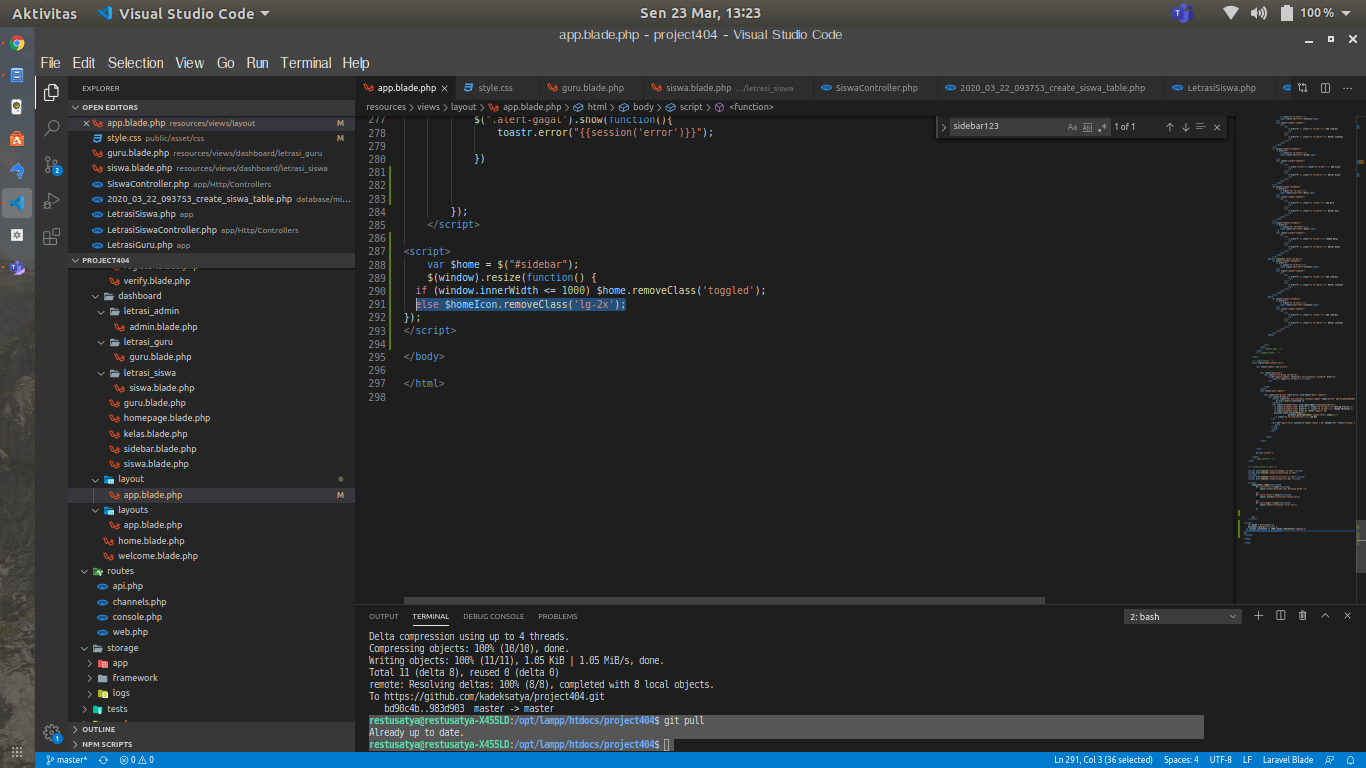 Aktivitas Visual Studio Code Sen 23 Mar, 13:23 100 %
app.blade.php - project404 - Visual Studio Code
File Edit Selection View Go Run Terminal Help
EXPLORER
OPEN EDITORS
app.blade.php resources/views/layout M
style.css public/asset/css M
guru.blade.php resources/views/dashboard/letrasi_guru
siswa.blade.php resources/views/dashboard/letrasi_siswa
SiswaController.php app/Http/Controllers
2020_03_22_093753_create_siswa_table.php database/mi...
LetrasiSiswa.php app
LetrasiSiswaController.php app/Http/Controllers
LetrasiGuru.php app
PROJECT404
verify.blade.php
dashboard
letrasi_admin
admin.blade.php
letrasi_guru
guru.blade.php
letrasi_siswa
siswa.blade.php
guru.blade.php
homepage.blade.php
kelas.blade.php
sidebar.blade.php
siswa.blade.php
layout
app.blade.php M
layouts
app.blade.php
home.blade.php
welcome.blade.php
routes
api.php
channels.php
console.php
web.php
storage
app
framework
logs
tests
OUTLINE
NPM SCRIPTS
app.blade.php style.css guru.blade.php siswa.blade.php .../letrasi_siswa SiswaController.php 2020_03_22_093753_create_siswa_table.php LetrasiSiswa.php
resources > views > layout > app.blade.php > html > body > script > <function>
sidebar123 Aa Abl .* 1 of 1
277 $(".alert-gagal").show(function(){
278 toastr.error("{{session('error')}}");
279
280 })
281
282
283
284 });
285 </script>
286
287 <script>
288 var $home = $("#sidebar");
289 $(window).resize(function() {
290 if (window.innerWidth <= 1000) $home.removeClass('toggled');
291 else $homeIcon.removeClass('lg-2x');
292 });
293 </script>
294
295 </body>
296
297 </html>
298
OUTPUT TERMINAL DEBUG CONSOLE PROBLEMS 2: bash
Delta compression using up to 4 threads.
Compressing objects: 100% (10/10), done.
Writing objects: 100% (11/11), 1.05 KiB | 1.05 MiB/s, done.
Total 11 (delta 8), reused 0 (delta 0)
remote: Resolving deltas: 100% (8/8), completed with 8 local objects.
To https://github.com/kadeksatya/project404.git
bd90c4b..983d903 master -> master
restusatya@restusatya-X455LD:/opt/lampp/htdocs/project404$ git pull
Already up to date.
restusatya@restusatya-X455LD:/opt/lampp/htdocs/project404$
master* 0 0 Ln 291, Col 3 (36 selected) Spaces: 4 UTF-8 LF Laravel Blade